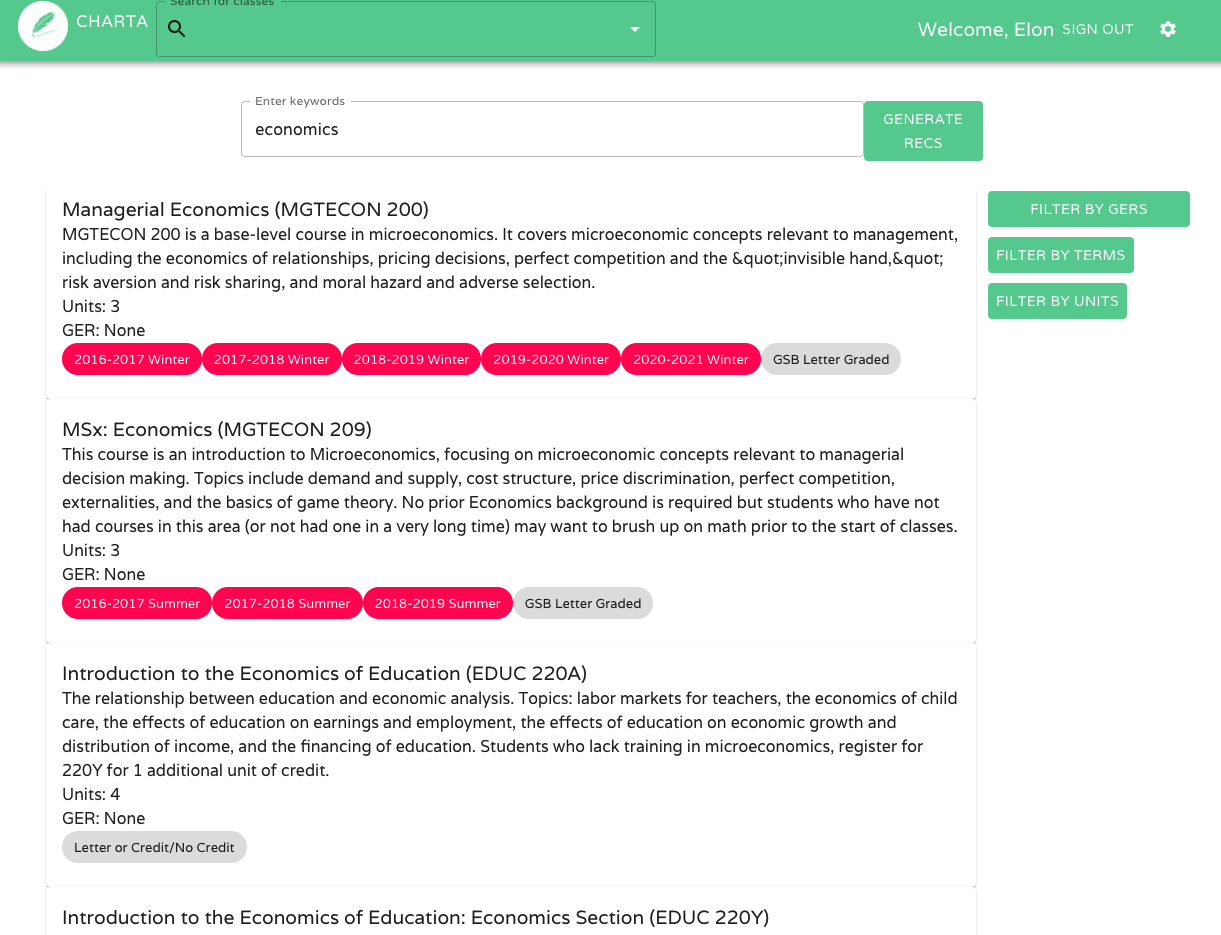 Search for classes
CHARTA
Welcome, Elon SIGN OUT
Enter keywords
economics
GENERATE
RECS
Managerial Economics (MGTECON 200)
MGTECON 200 is a base-level course in microeconomics. It covers microeconomic concepts relevant to management,
including the economics of relationships, pricing decisions, perfect competition and the &quot;invisible hand,&quot;
risk aversion and risk sharing, and moral hazard and adverse selection.
Units: 3
GER: None
2016-2017 Winter 2017-2018 Winter 2018-2019 Winter 2019-2020 Winter 2020-2021 Winter GSB Letter Graded
FILTER BY GERS
FILTER BY TERMS
FILTER BY UNITS
MSx: Economics (MGTECON 209)
This course is an introduction to Microeconomics, focusing on microeconomic concepts relevant to managerial
decision making. Topics include demand and supply, cost structure, price discrimination, perfect competition,
externalities, and the basics of game theory. No prior Economics background is required but students who have not
had courses in this area (or not had one in a very long time) may want to brush up on math prior to the start of classes.
Units: 3
GER: None
2016-2017 Summer 2017-2018 Summer 2018-2019 Summer GSB Letter Graded
Introduction to the Economics of Education (EDUC 220A)
The relationship between education and economic analysis. Topics: labor markets for teachers, the economics of child
care, the effects of education on earnings and employment, the effects of education on economic growth and
distribution of income, and the financing of education. Students who lack training in microeconomics, register for
220Y for 1 additional unit of credit.
Units: 4
GER: None
Letter or Credit/No Credit
Introduction to the Economics of Education: Economics Section (EDUC 220Y)